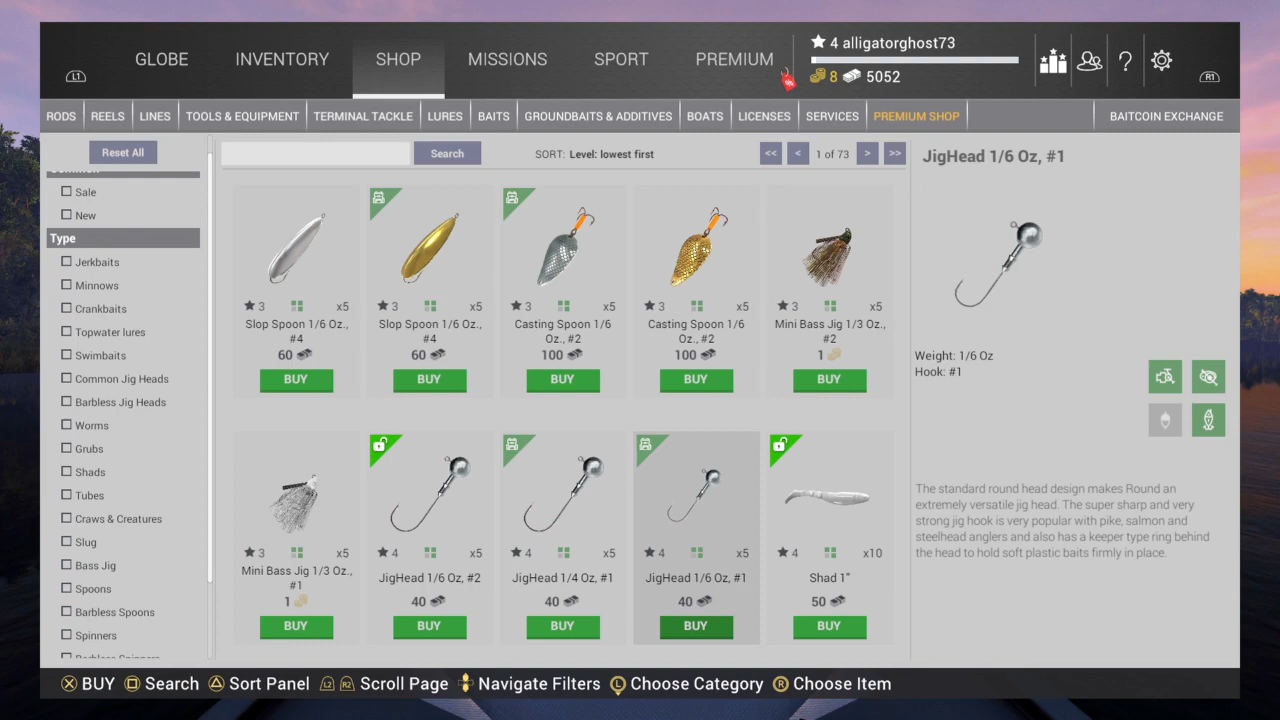 L1
GLOBE
INVENTORY
SHOP
MISSIONS
SPORT
PREMIUM
%
4 alligatorghost73
8 5052
?
R1
RODS
REELS
LINES
TOOLS & EQUIPMENT
TERMINAL TACKLE
LURES
BAITS
GROUNDBAITS & ADDITIVES
BOATS
LICENSES
SERVICES
PREMIUM SHOP
BAITCOIN EXCHANGE
Reset All
Common
Sale
New
Type
Jerkbaits
Minnows
Crankbaits
Topwater lures
Swimbaits
Common Jig Heads
Barbless Jig Heads
Worms
Grubs
Shads
Tubes
Craws & Creatures
Slug
Bass Jig
Spoons
Barbless Spoons
Spinners
Barbless Spinners
Search
SORT: Level: lowest first
<< < 1 of 73 > >>
3 x5
Slop Spoon 1/6 Oz.,
#4
60
BUY
3 x5
Slop Spoon 1/6 Oz.,
#4
60
BUY
3 x5
Casting Spoon 1/6
Oz., #2
100
BUY
3 x5
Casting Spoon 1/6
Oz., #2
100
BUY
3 x5
Mini Bass Jig 1/3 Oz.,
#2
1
BUY
3 x5
Mini Bass Jig 1/3 Oz.,
#1
1
BUY
4 x5
JigHead 1/6 Oz, #2
40
BUY
4 x5
JigHead 1/4 Oz, #1
40
BUY
4 x5
JigHead 1/6 Oz, #1
40
BUY
4 x10
Shad 1"
50
BUY
JigHead 1/6 Oz, #1
Weight: 1/6 Oz
Hook: #1
The standard round head design makes Round an
extremely versatile jig head. The super sharp and very
strong jig hook is very popular with pike, salmon and
steelhead anglers and also has a keeper type ring behind
the head to hold soft plastic baits firmly in place.
BUY
Search
Sort Panel
L2 R2 Scroll Page
Navigate Filters
L Choose Category
R Choose Item